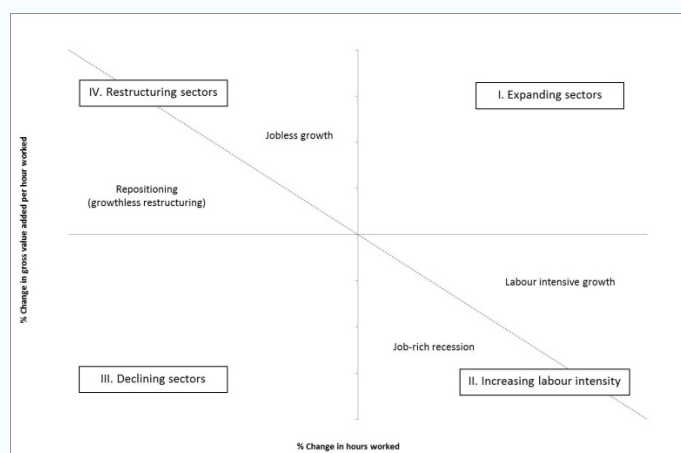 IV. Restructuring sectors
I. Expanding sectors
Jobless growth
Repositioning
(growthless restructuring)
% Change in gross value added per hour worked
Labour intensive growth
Job-rich recession
III. Declining sectors
II. Increasing labour intensity
% Change in hours worked